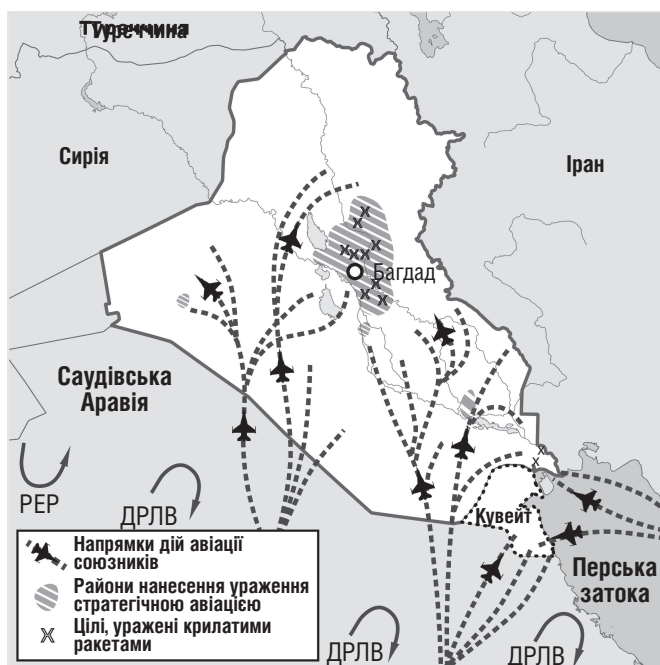 Туреччина
Сирія
Іран
Багдад
Саудівська
Аравія
РЕР
ДРЛВ
Кувейт
Перська
затока
Напрямки дій авіації
союзників
Райони нанесення ураження
стратегічною авіацією
Цілі, уражені крилатими
ракетами
ДРЛВ
ДРЛВ